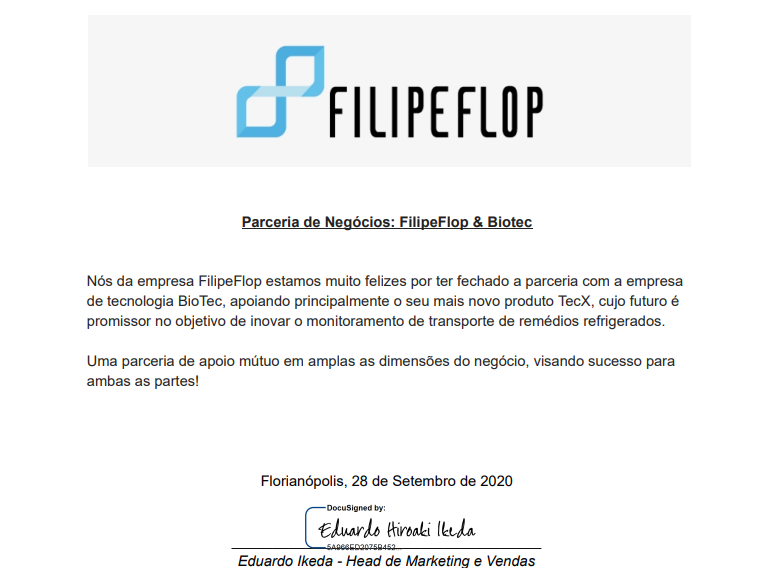 FILIPEFLOP
Parceria de Negócios: FilipeFlop & Biotec
Nós da empresa FilipeFlop estamos muito felizes por ter fechado a parceria com a empresa
de tecnologia BioTec, apoiando principalmente o seu mais novo produto TecX, cujo futuro é
promissor no objetivo de inovar o monitoramento de transporte de remédios refrigerados.
Uma parceria de apoio mútuo em amplas as dimensões do negócio, visando sucesso para
ambas as partes!
Florianópolis, 28 de Setembro de 2020
DocuSigned by:
Eduardo Hiroaki Ikeda
5A966ED2075B452...
Eduardo Ikeda - Head de Marketing e Vendas